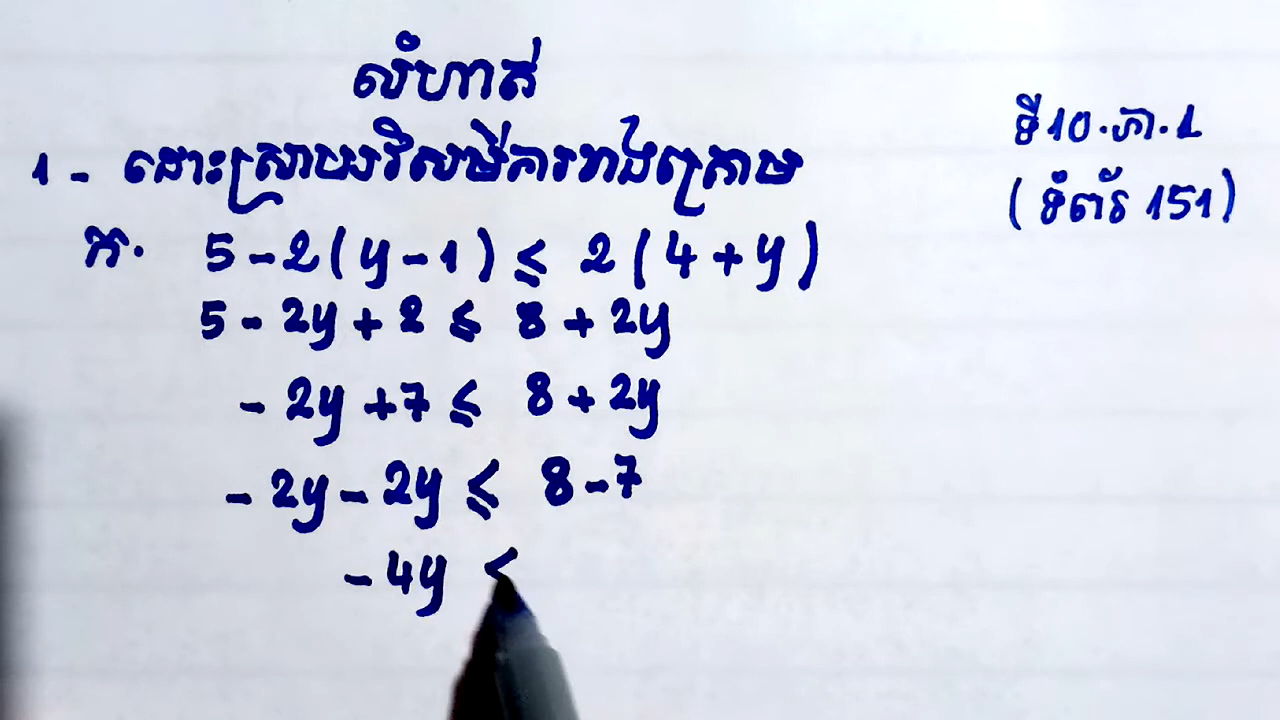 លំហាត់
ទី10.ភា.1
1 - ដោះស្រាយវិសមីការខាងក្រោម
(ទំព័រ 151)
ក. 5 - 2(y - 1) ≤ 2(4 + y)
5 - 2y + 2 ≤ 8 + 2y
- 2y + 7 ≤ 8 + 2y
- 2y - 2y ≤ 8 - 7
- 4y <